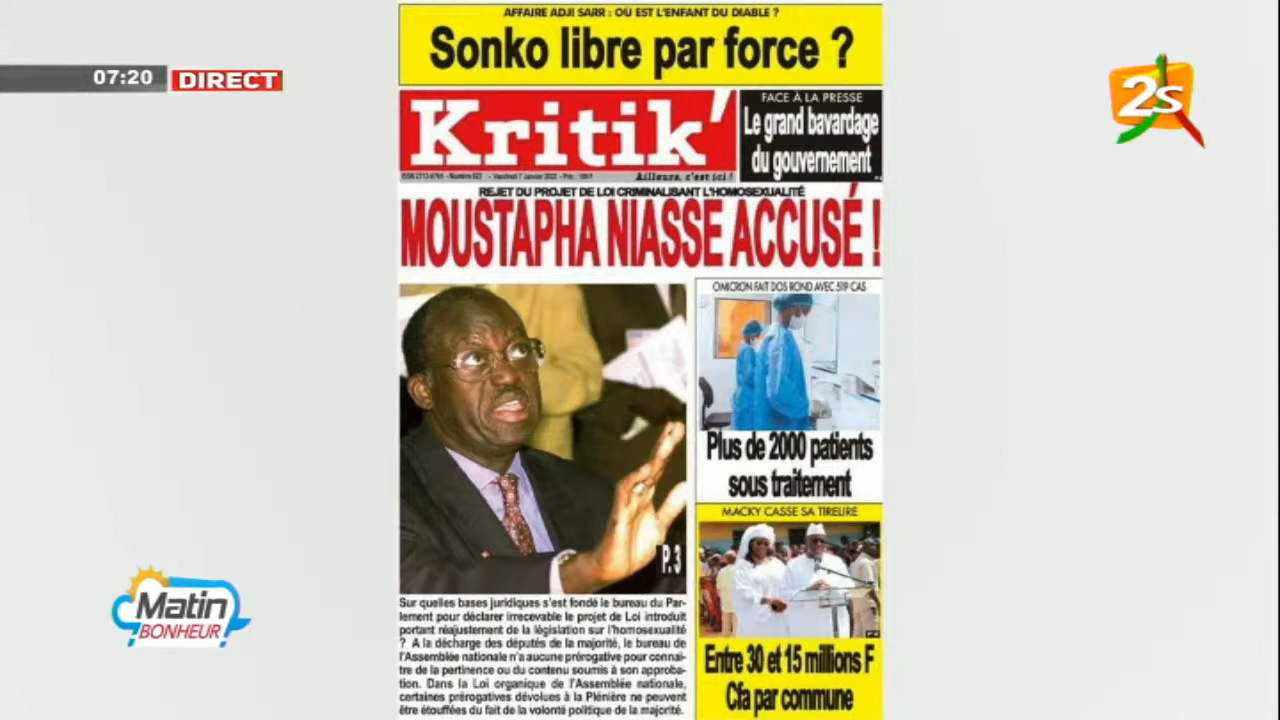 AFFAIRE ADJI SARR : OÙ EST L'ENFANT DU DIABLE ?
Sonko libre par force ?
07:20 DIRECT
2s
Kritik'
FACE À LA PRESSE
Le grand bavardage
du gouvernement
Vendredi 7 Janvier 2022
Ailleurs, c'est ici !
REJET DU PROJET DE LOI CRIMINALISANT L'HOMOSEXUALITÉ
MOUSTAPHA NIASSE ACCUSÉ !
P.3
Sur quelles bases juridiques s'est fondé le bureau du Par-
lement pour déclarer irrecevable le projet de Loi introduit
portant réajustement de la législation sur l'homosexualité
? A la décharge des députés de la majorité, le bureau de
l'Assemblée nationale n'a aucune prérogative pour connaî-
tre de la pertinence ou du contenu soumis à son approba-
tion. Dans la Loi organique de l'Assemblée nationale,
certaines prérogatives dévolues à la Plénière ne peuvent
être étouffées du fait de la volonté politique de la majorité.
OMICRON FAIT DOS ROND AVEC 519 CAS
Plus de 2000 patients
sous traitement
MACKY CASSE SA TIRELIRE
Entre 30 et 15 millions F
Cfa par commune
Matin
BONHEUR